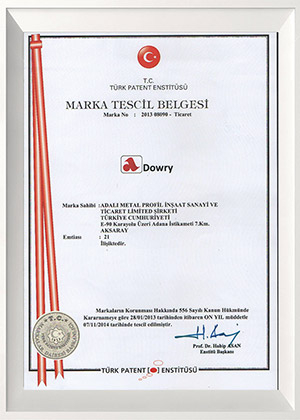 T.C.
TÜRK PATENT ENSTİTÜSÜ
MARKA TESCİL BELGESİ
Marka No : 2013 08090 - Ticaret
Dowry
Marka Sahibi :ADALI METAL PROFİL İNŞAAT SANAYİ VE
TİCARET LİMİTED ŞİRKETİ
TÜRKİYE CUMHURİYETİ
E-90 Karayolu Üzeri Adana İstikameti 7.Km.
AKSARAY
Emtiası : 21
İlişiktedir.
Markaların Korunması Hakkında 556 Sayılı Kanun Hükmünde
Kararnameye göre 28/01/2013 tarihinden itibaren ON YIL müddetle
07/11/2014 tarihinde tescil edilmiştir.
Prof. Dr. Habip ASAN
Enstitü Başkanı
TÜRK PATENT ENSTİTÜSÜ